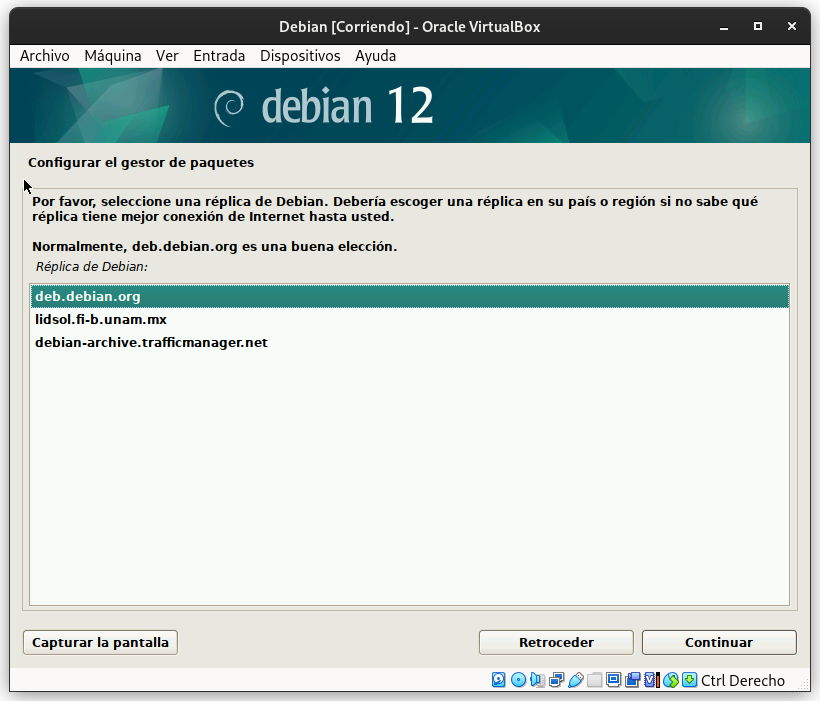 Debian [Corriendo] - Oracle VirtualBox
Archivo Máquina Ver Entrada Dispositivos Ayuda
debian 12
Configurar el gestor de paquetes
Por favor, seleccione una réplica de Debian. Debería escoger una réplica en su país o región si no sabe qué
réplica tiene mejor conexión de Internet hasta usted.
Normalmente, deb.debian.org es una buena elección.
Réplica de Debian:
deb.debian.org
lidsol.fi-b.unam.mx
debian-archive.trafficmanager.net
Capturar la pantalla Retroceder Continuar
Ctrl Derecho